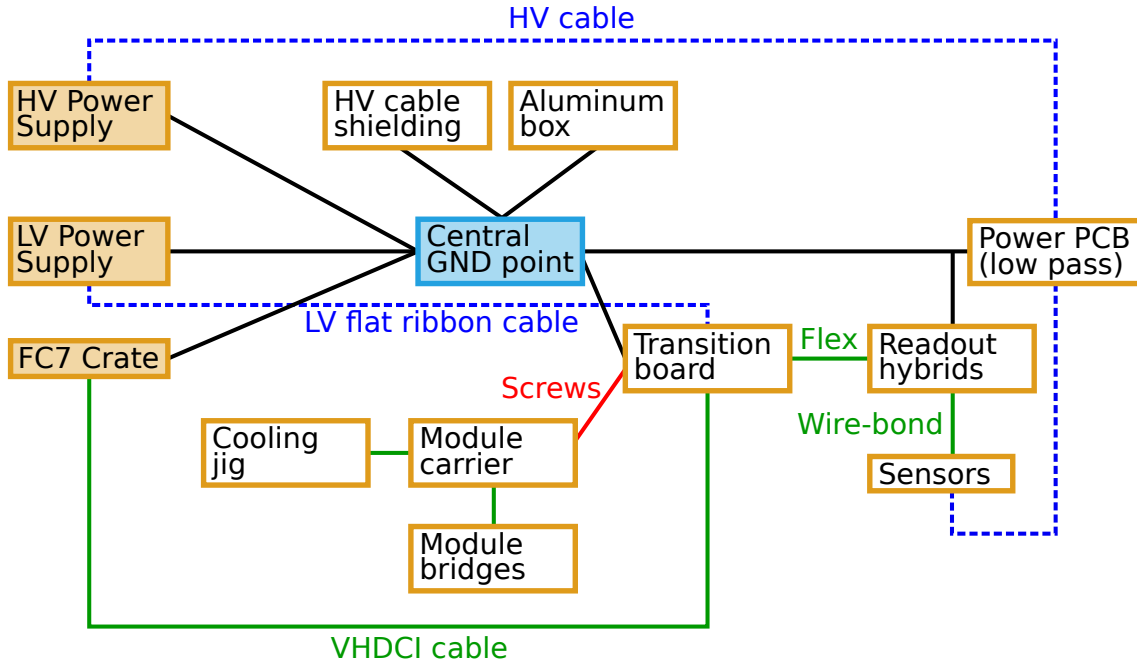 HV cable
HV Power
Supply
HV cable
shielding
Aluminum
box
LV Power
Supply
Central
GND point
Power PCB
(low pass)
LV flat ribbon cable
FC7 Crate
Transition
board
Flex
Readout
hybrids
Screws
Wire-bond
Cooling
jig
Module
carrier
Sensors
Module
bridges
VHDCI cable